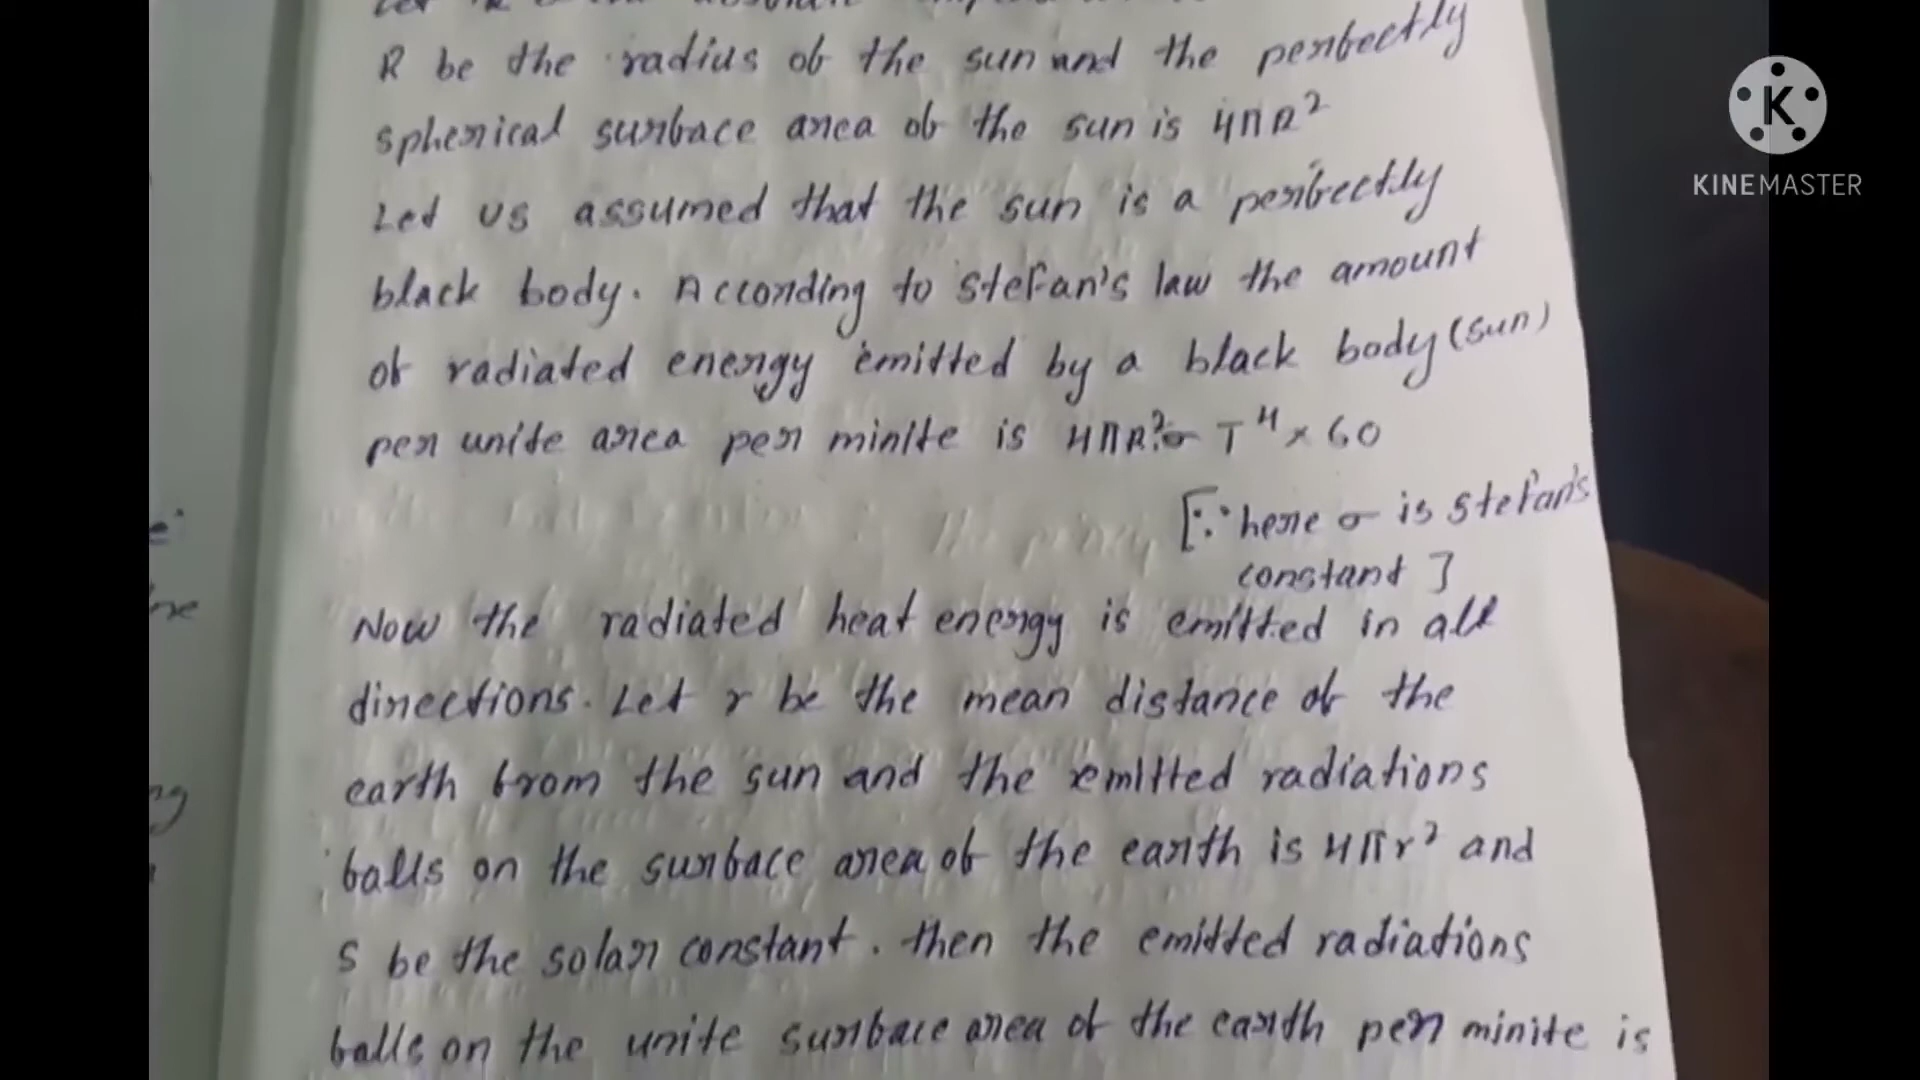 R be the radius of the sun and the perfectly
spherical surface area of the sun is 4πR²
Let us assumed that the sun is a perfectly
black body. According to Stefan's law the amount
of radiated energy emitted by a black body (sun)
per unite area per minite is 4πR²σ T⁴ × 60
[∵ here σ is Stefan's
constant ]
Now the radiated heat energy is emitted in all
directions. Let r be the mean distance of the
earth from the sun and the emitted radiations
falls on the surface area of the earth is 4πr² and
S be the solar constant. then the emitted radiations
falls on the unite surface area of the earth per minite is
K
KINEMASTER